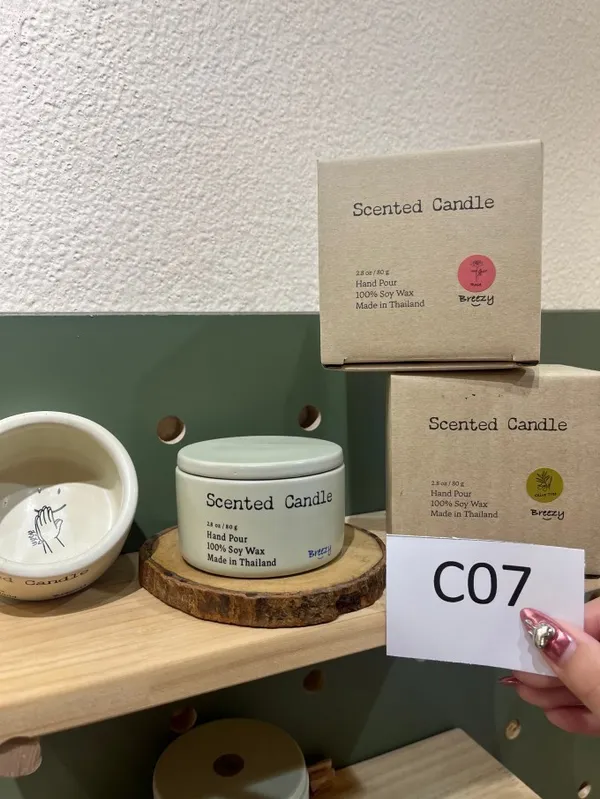 Scented Candle
2.8 oz / 80 g
Hand Pour
100% Soy Wax
Made in Thailand
Breezy
Scented Candle
2.8 oz / 80 g
Hand Pour
100% Soy Wax
Made in Thailand
Breezy
Scented Candle
2.8 oz / 80 g
Hand Pour
100% Soy Wax
Made in Thailand
Breezy
ed Candle
C07